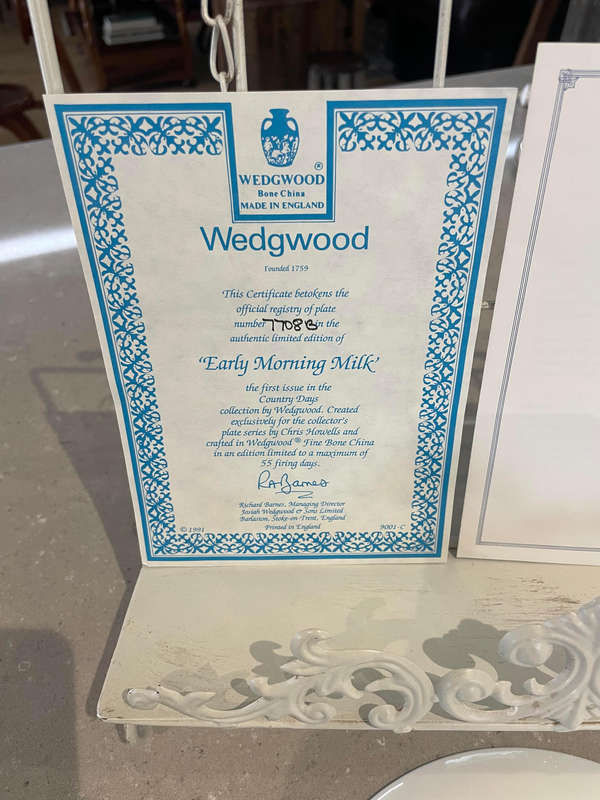 ®
WEDGWOOD
Bone China
MADE IN ENGLAND
Wedgwood
Founded 1759
This Certificate betokens the
official registry of plate
number 7708B in the
authentic limited edition of
‘Early Morning Milk’
the first issue in the
Country Days
collection by Wedgwood. Created
exclusively for the collector's
plate series by Chris Howells and
crafted in Wedgwood ® Fine Bone China
in an edition limited to a maximum of
55 firing days.
RABarnes
Richard Barnes, Managing Director
Josiah Wedgwood & Sons Limited
Barlaston, Stoke-on-Trent, England
© 1991 Printed in England 9001-C